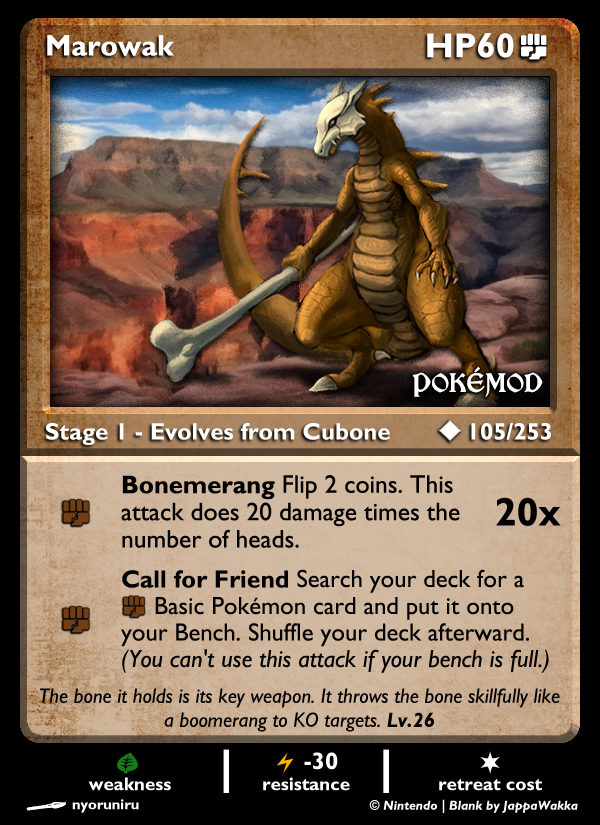 Marowak HP60
POKÉMOD
Stage 1 - Evolves from Cubone 105/253
Bonemerang Flip 2 coins. This
attack does 20 damage times the
number of heads.
20x
Call for Friend Search your deck for a
Basic Pokémon card and put it onto
your Bench. Shuffle your deck afterward.
(You can't use this attack if your bench is full.)
The bone it holds is its key weapon. It throws the bone skillfully like
a boomerang to KO targets. Lv.26
-30
weakness resistance retreat cost
nyoruniru © Nintendo | Blank by JappaWakka